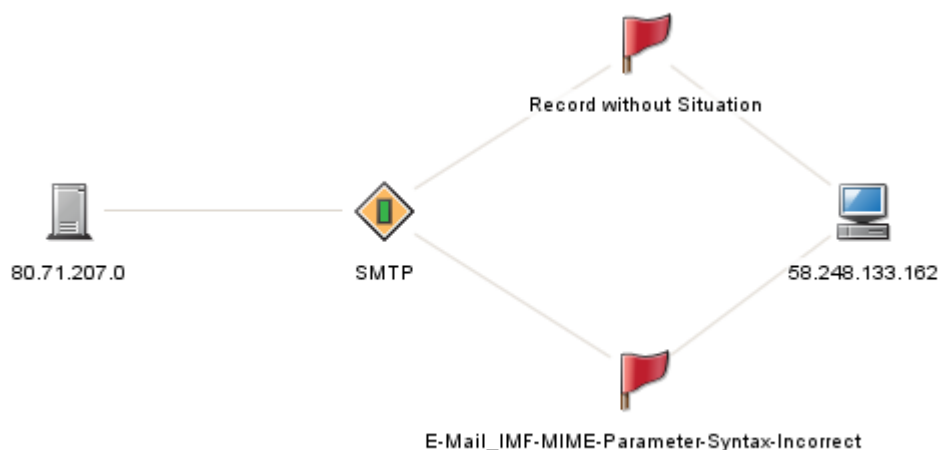 Record without Situation
80.71.207.0
SMTP
58.248.133.162
E-Mail_IMF-MIME-Parameter-Syntax-Incorrect